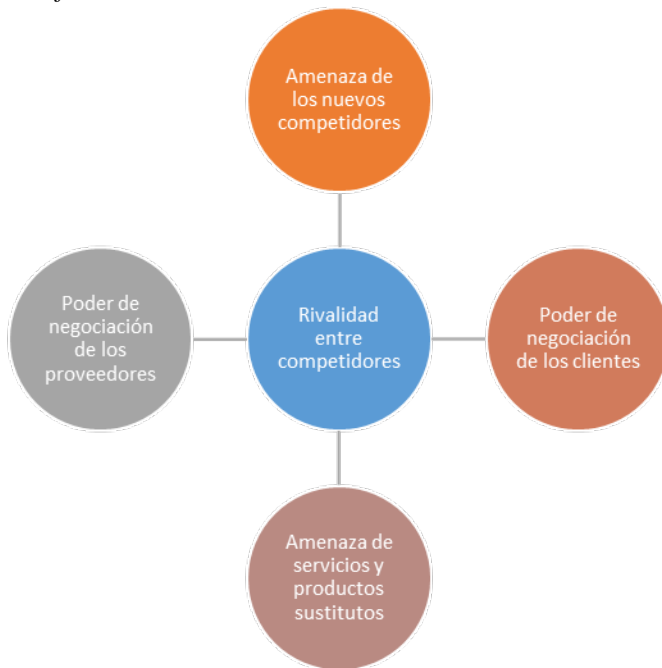 Amenaza de
los nuevos
competidores
Poder de
negociación
de los
proveedores
Rivalidad
entre
competidores
Poder de
negociación
de los clientes
Amenaza de
servicios y
productos
sustitutos